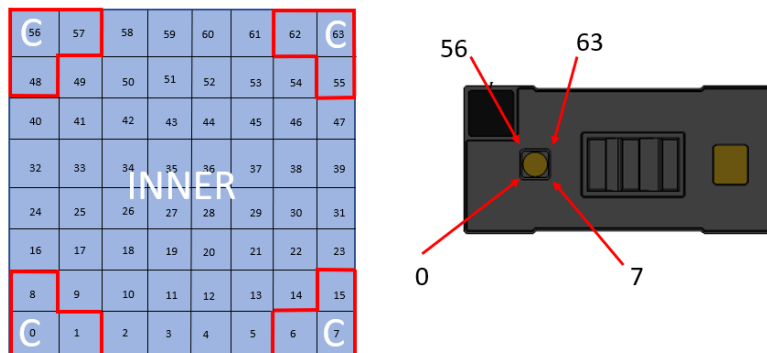 C 56 57 58 59 60 61 62 63 C
48 49 50 51 52 53 54 55
40 41 42 43 44 45 46 47
32 33 34 35 36 37 38 39
INNER
24 25 26 27 28 29 30 31
16 17 18 19 20 21 22 23
8 9 10 11 12 13 14 15
C 0 1 2 3 4 5 6 7 C
56 63
0 7